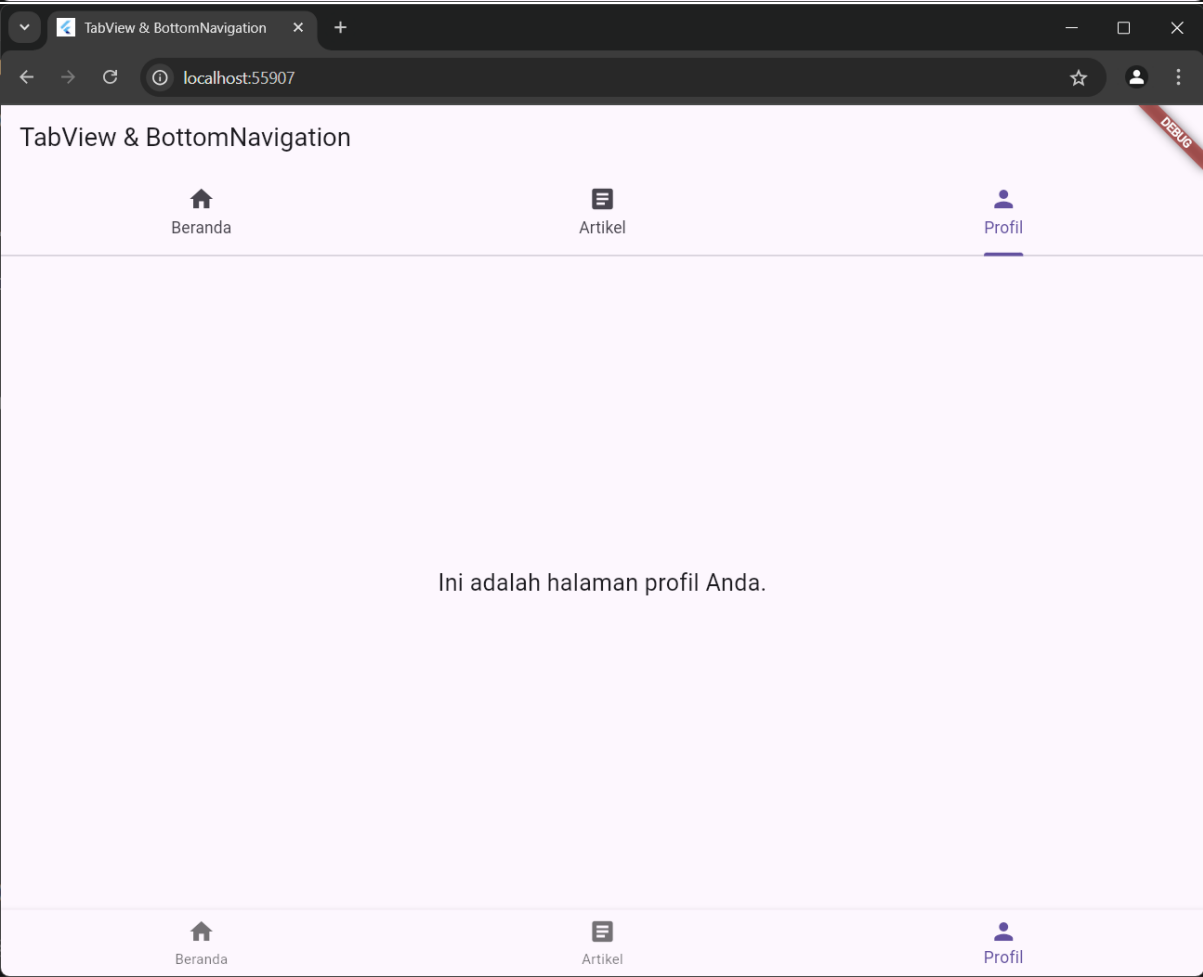 TabView & BottomNavigation
localhost:55907
TabView & BottomNavigation
DEBUG
Beranda
Artikel
Profil
Ini adalah halaman profil Anda.
Beranda
Artikel
Profil